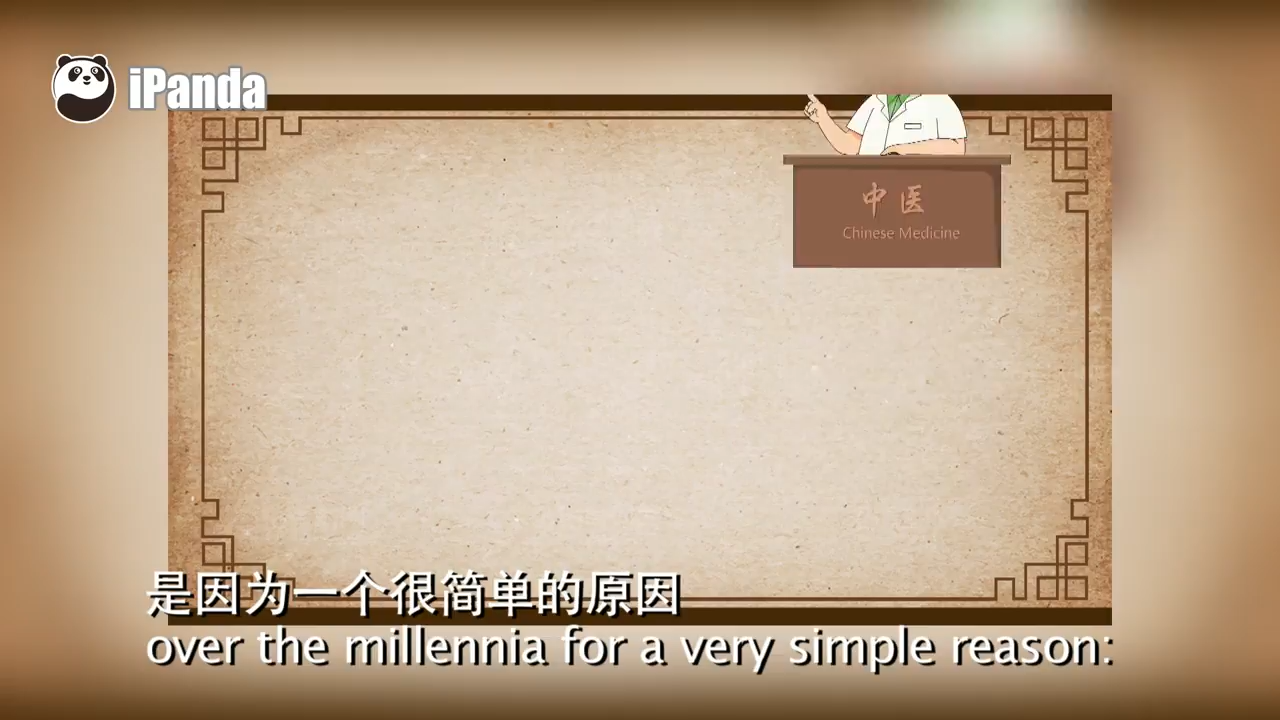 iPanda
中医
Chinese Medicine
是因为一个很简单的原因
over the millennia for a very simple reason: